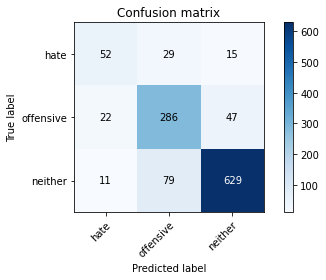 Confusion matrix
hate 52 29 15
offensive 22 286 47
neither 11 79 629
hate offensive neither
True label
Predicted label
600
500
400
300
200
100